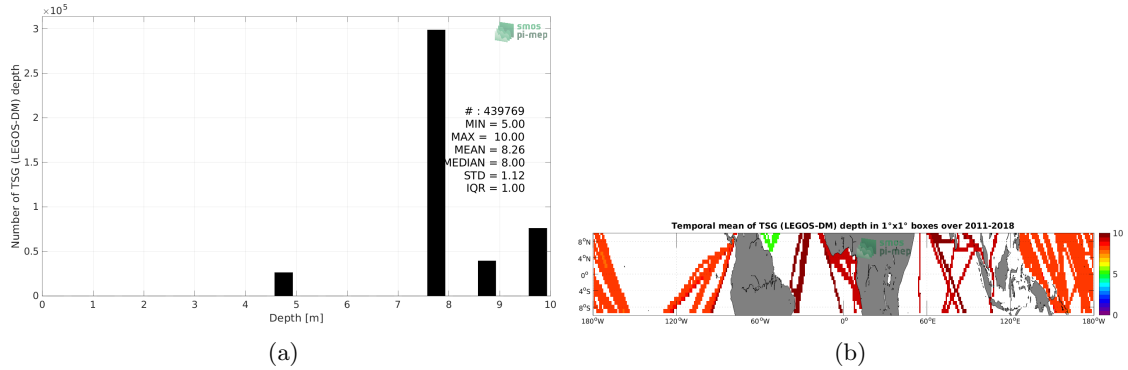 ×10⁵
smos
pi-mep
3
2.5
2
1.5
1
0.5
0
Number of TSG (LEGOS-DM) depth
# : 439769
MIN = 5.00
MAX = 10.00
MEAN = 8.26
MEDIAN = 8.00
STD = 1.12
IQR = 1.00
0 1 2 3 4 5 6 7 8 9 10
Depth [m]
(a)
Temporal mean of TSG (LEGOS-DM) depth in 1°x1° boxes over 2011-2018
smos
pi-mep
8°N
4°N
0°
4°S
8°S
180°W 120°W 60°W 0° 60°E 120°E 180°W
10
5
0
(b)